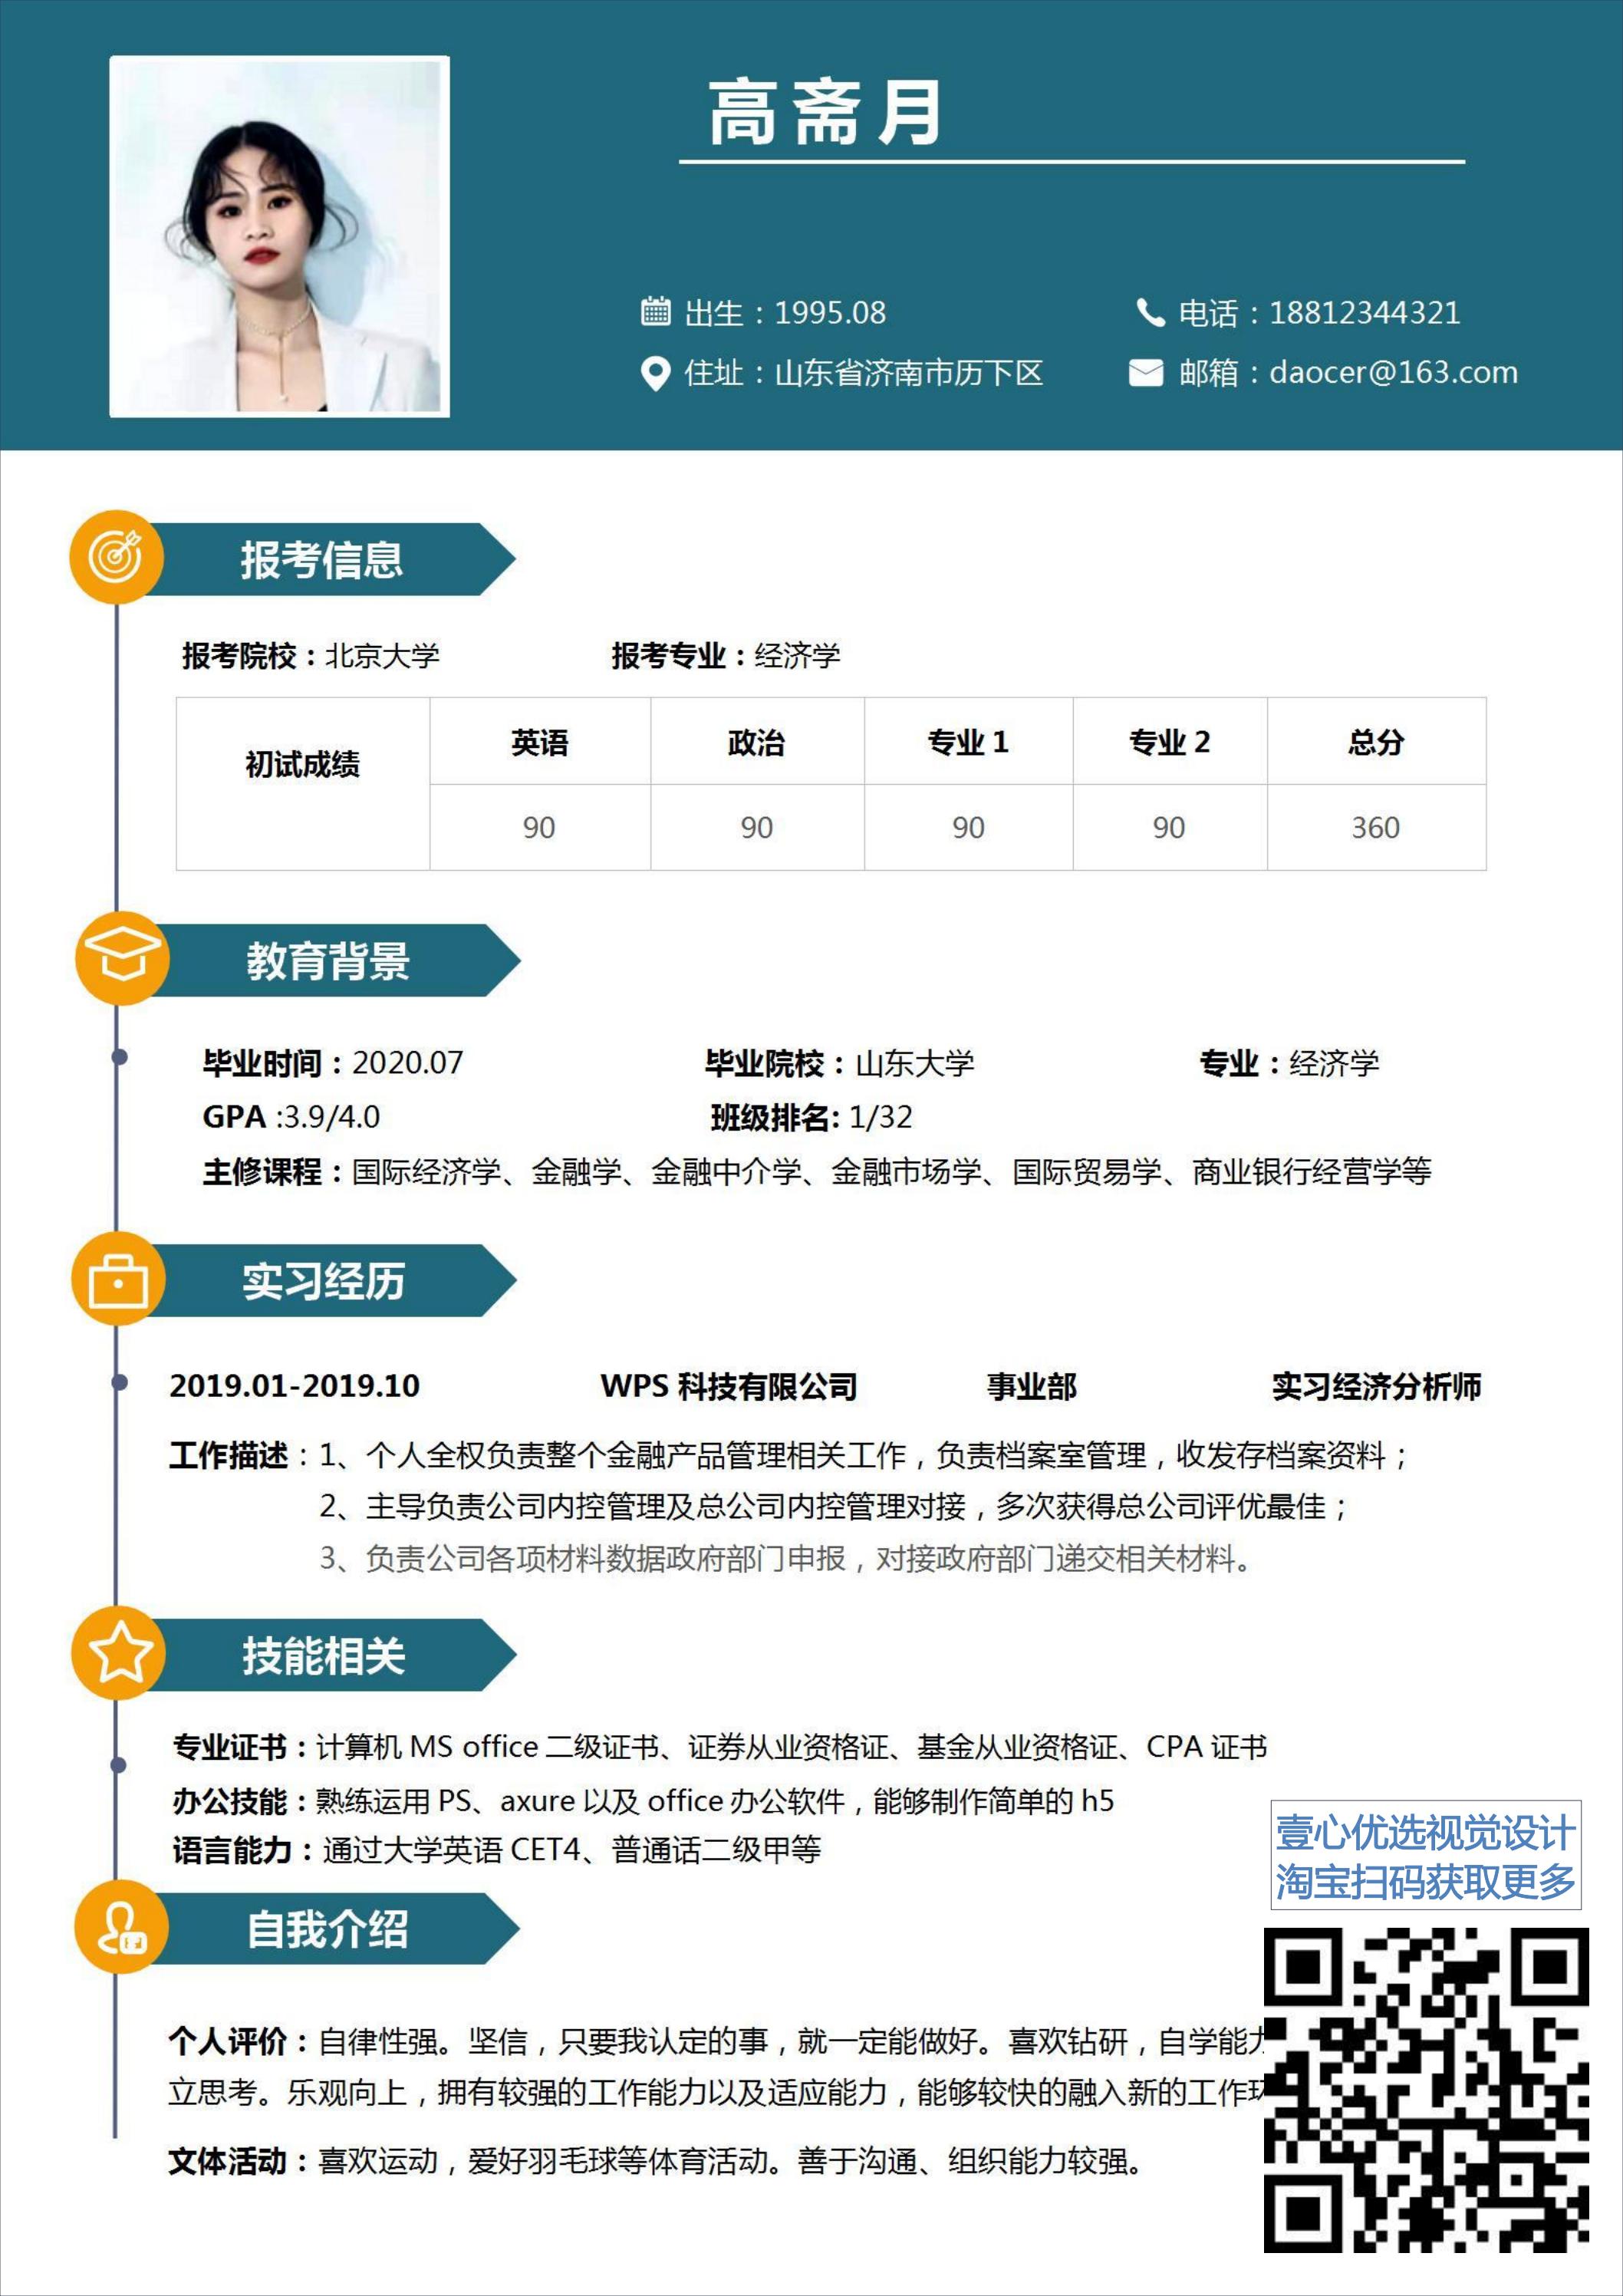 高斋月
出生：1995.08
电话：18812344321
住址：山东省济南市历下区
邮箱：daocer@163.com
报考信息
报考院校：北京大学 报考专业：经济学
初试成绩 英语 政治 专业 1 专业 2 总分
90 90 90 90 360
教育背景
毕业时间：2020.07 毕业院校：山东大学 专业：经济学
GPA :3.9/4.0 班级排名: 1/32
主修课程：国际经济学、金融学、金融中介学、金融市场学、国际贸易学、商业银行经营学等
实习经历
2019.01-2019.10 WPS 科技有限公司 事业部 实习经济分析师
工作描述：1、个人全权负责整个金融产品管理相关工作，负责档案室管理，收发存档案资料；
2、主导负责公司内控管理及总公司内控管理对接，多次获得总公司评优最佳；
3、负责公司各项材料数据政府部门申报，对接政府部门递交相关材料。
技能相关
专业证书：计算机 MS office 二级证书、证券从业资格证、基金从业资格证、CPA 证书
办公技能：熟练运用 PS、axure 以及 office 办公软件，能够制作简单的 h5
语言能力：通过大学英语 CET4、普通话二级甲等
壹心优选视觉设计
淘宝扫码获取更多
自我介绍
个人评价：自律性强。坚信，只要我认定的事，就一定能做好。喜欢钻研，自学能力
立思考。乐观向上，拥有较强的工作能力以及适应能力，能够较快的融入新的工作
文体活动：喜欢运动，爱好羽毛球等体育活动。善于沟通、组织能力较强。